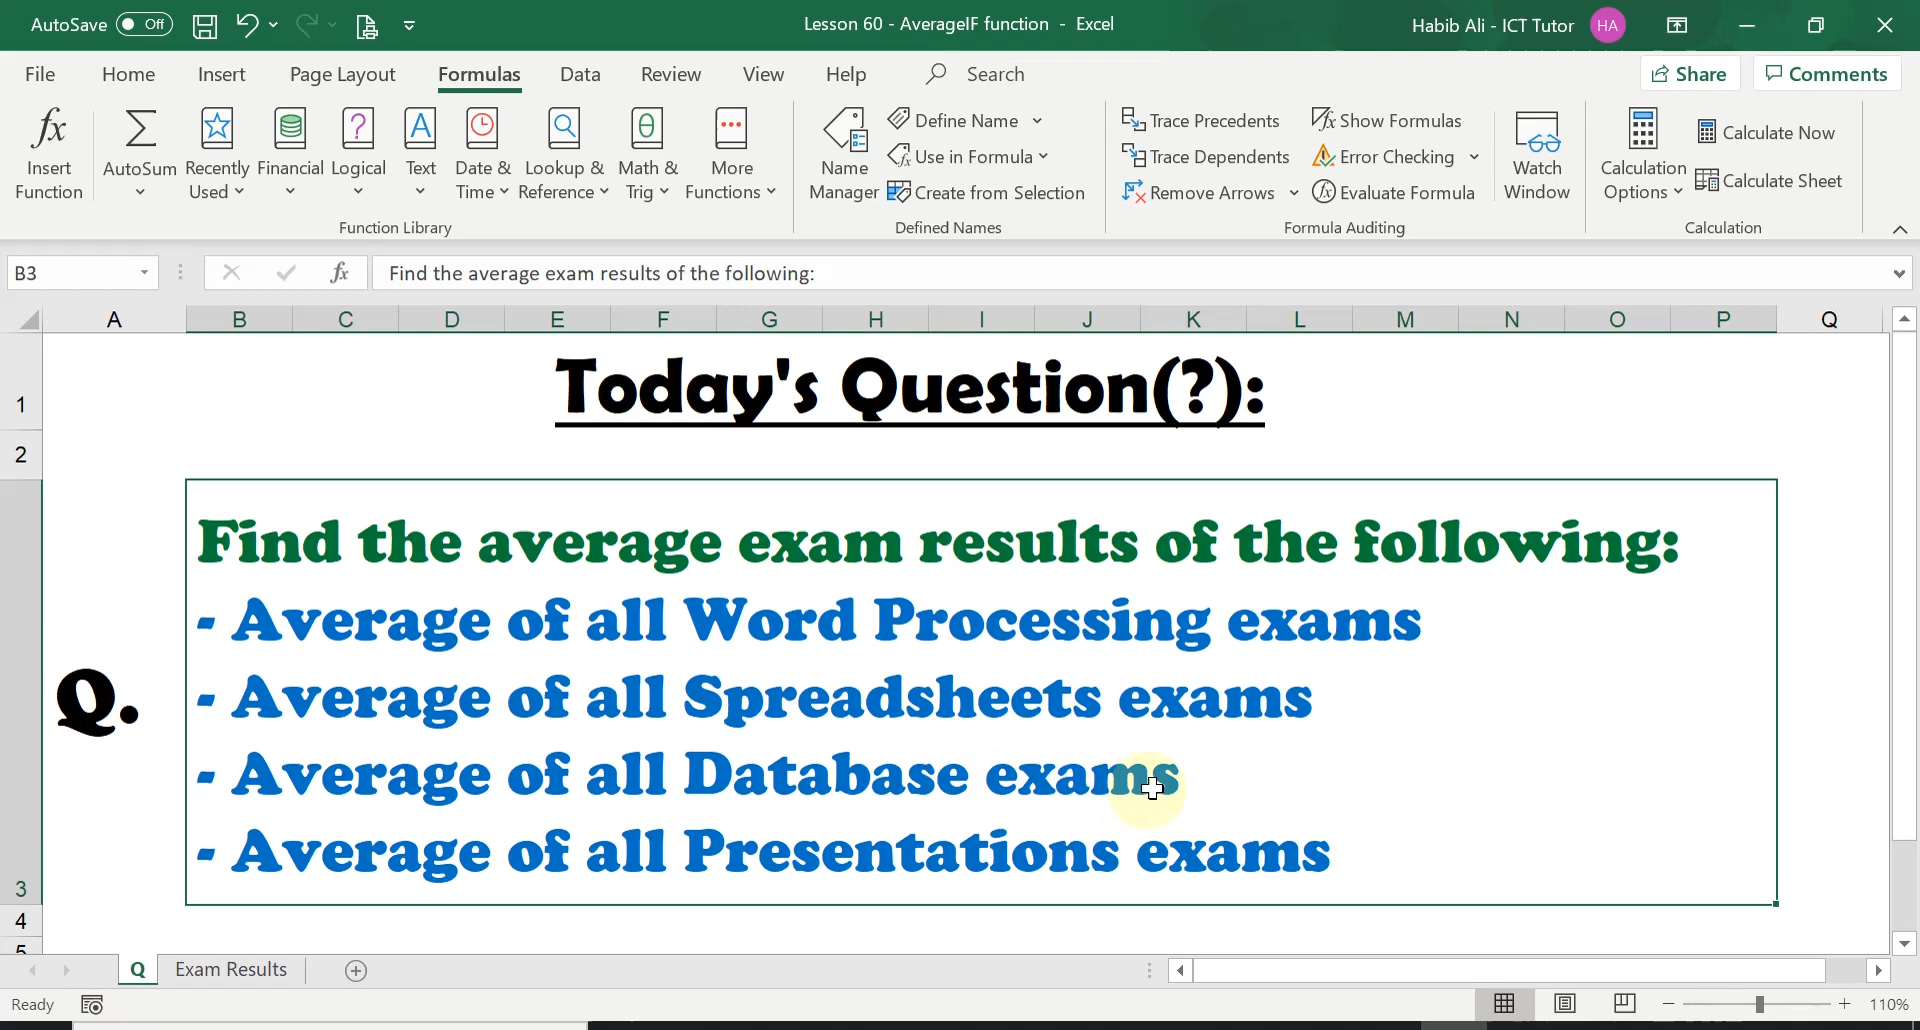 AutoSave Off
Lesson 60 - AverageIF function - Excel
Habib Ali - ICT Tutor HA
File Home Insert Page Layout Formulas Data Review View Help Search Share Comments
Insert Function
AutoSum
Recently Used
Financial
Logical
Text
Date & Time
Lookup & Reference
Math & Trig
More Functions
Function Library
Name Manager
Define Name
Use in Formula
Create from Selection
Defined Names
Trace Precedents
Trace Dependents
Remove Arrows
Show Formulas
Error Checking
Evaluate Formula
Formula Auditing
Watch Window
Calculation Options
Calculate Now
Calculate Sheet
Calculation
B3 fx Find the average exam results of the following:
A B C D E F G H I J K L M N O P Q
1 Today's Question(?):
2
Find the average exam results of the following:
- Average of all Word Processing exams
- Average of all Spreadsheets exams
Q.
- Average of all Database exams
- Average of all Presentations exams
3
4
5
Q Exam Results
Ready 110%